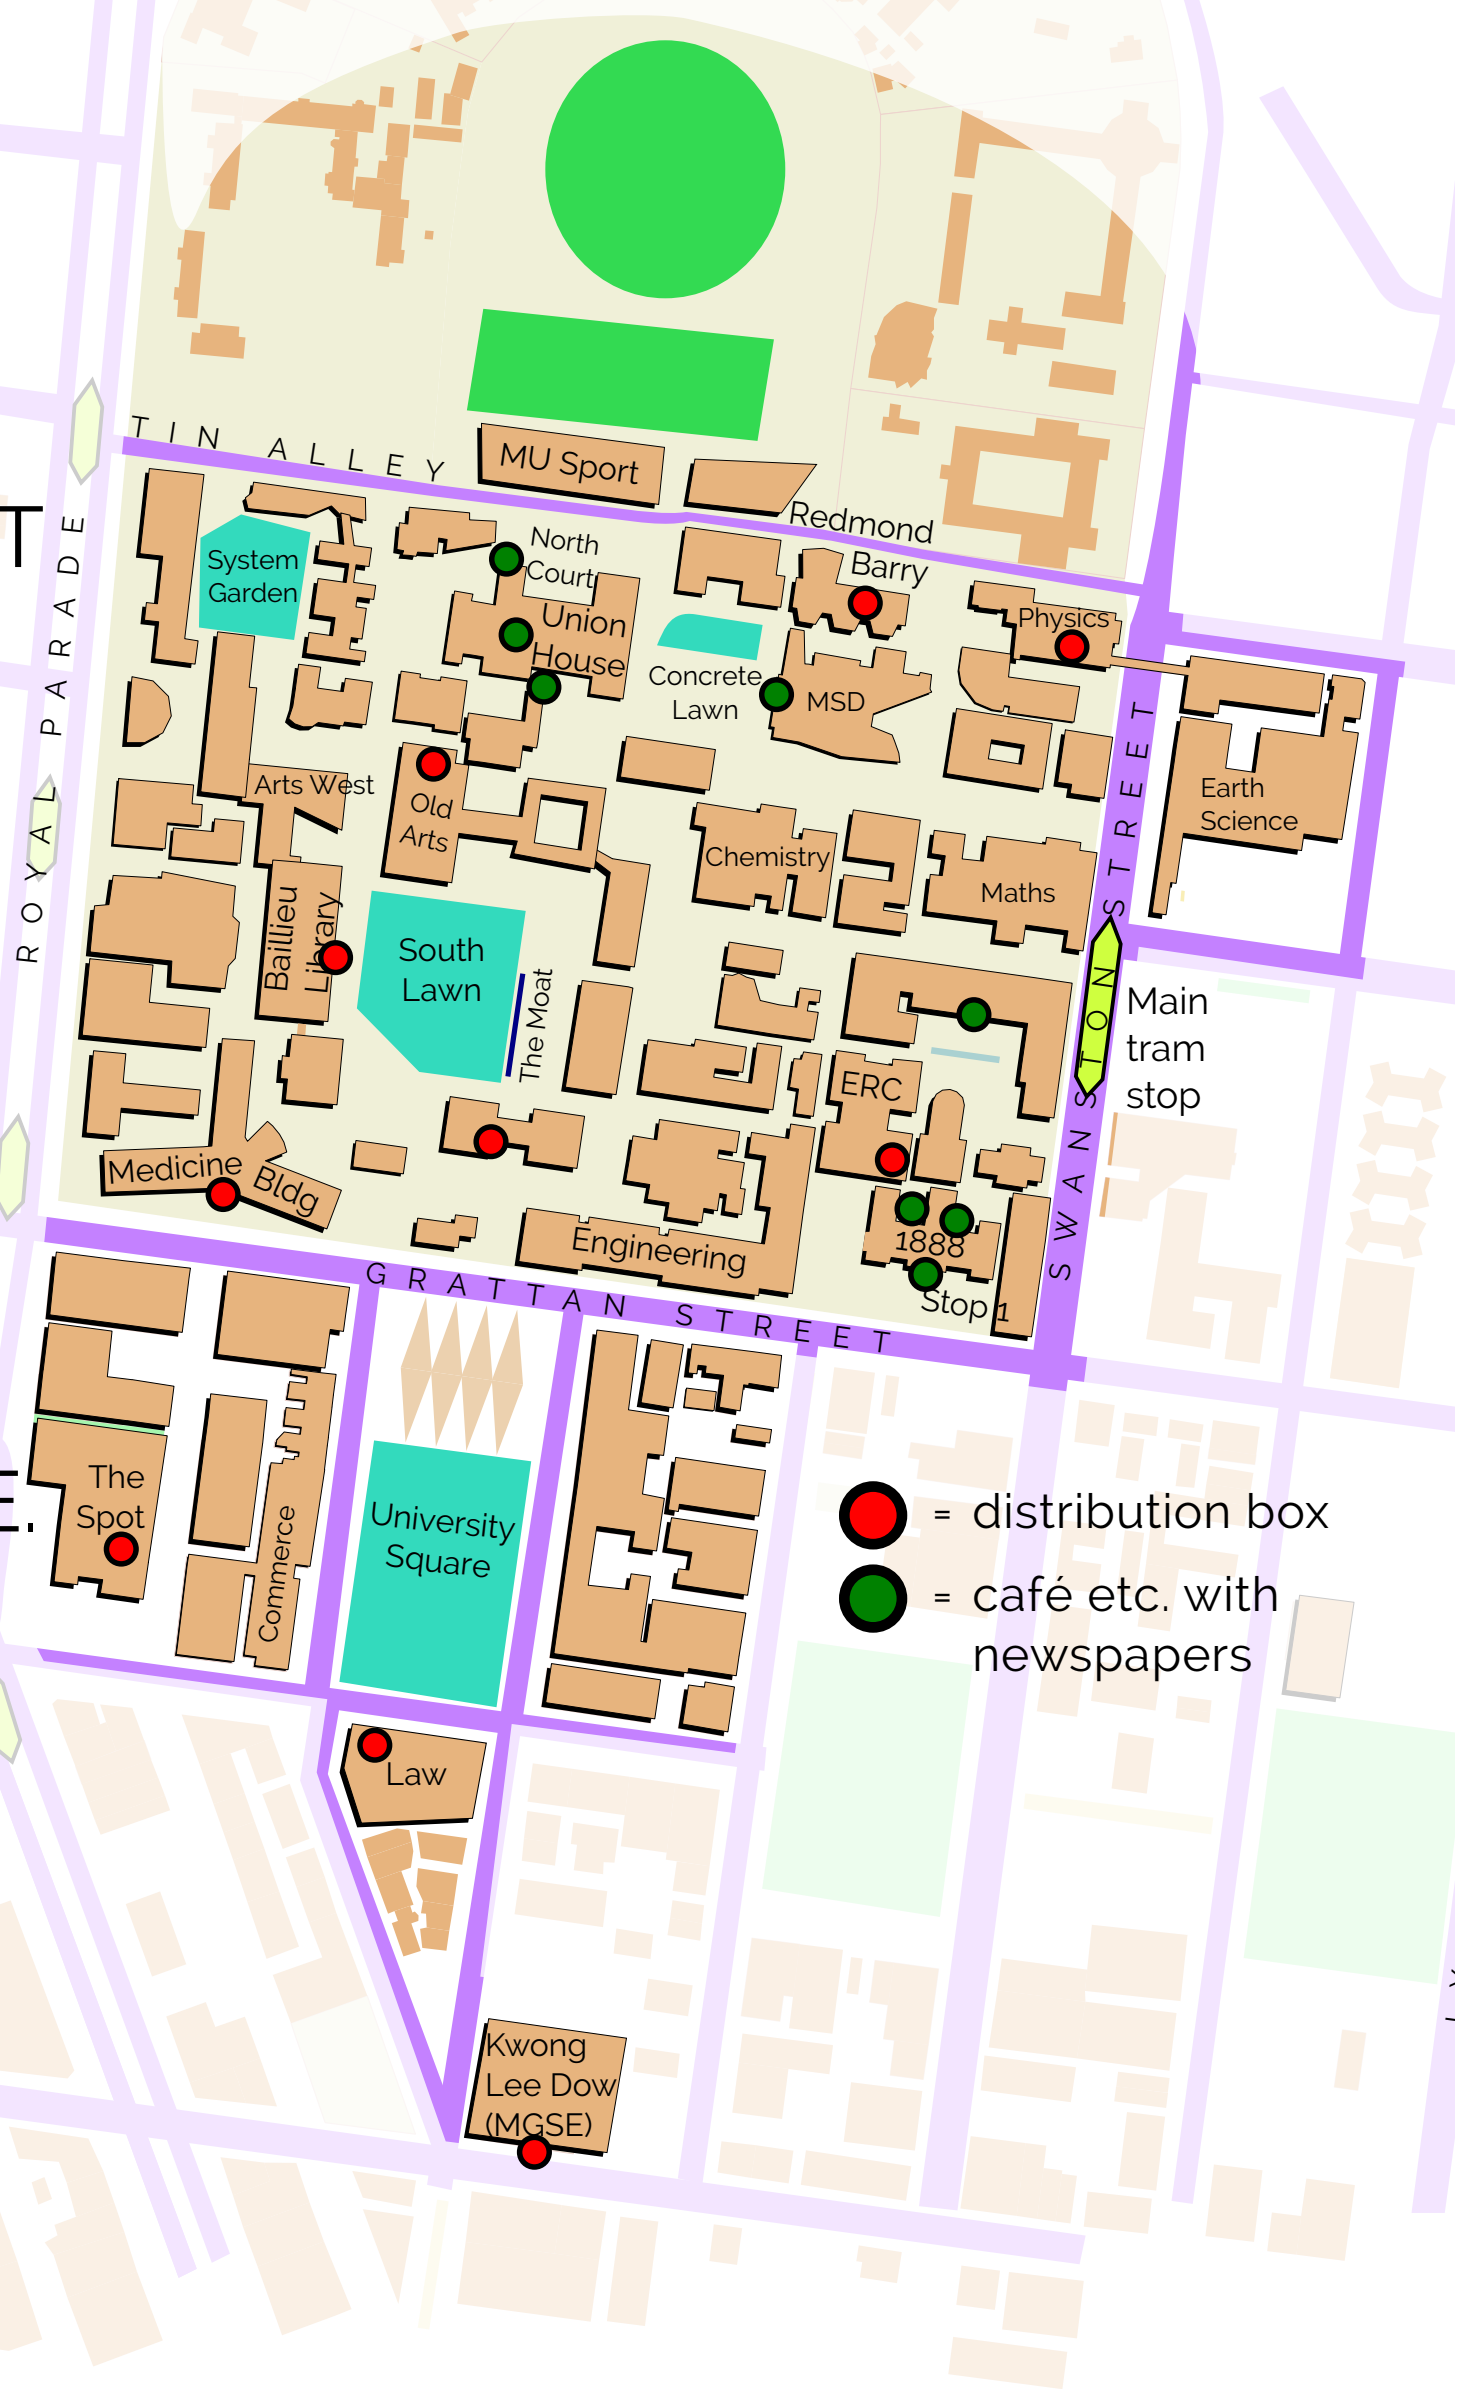 TIN ALLEY
MU Sport
Redmond
Barry
North
Court
T
System
Garden
Union
House
Physics
ROYAL PARADE
Concrete
Lawn
MSD
Arts West
Old
Arts
Earth
Science
Chemistry
Maths
SWANSTON STREET
Baillieu
Library
South
Lawn
The Moat
Main
tram
stop
ERC
Medicine
Bldg
Engineering
1888
Stop 1
GRATTAN STREET
The
Spot
E.
Commerce
University
Square
= distribution box
= café etc. with
newspapers
Law
Kwong
Lee Dow
(MGSE)